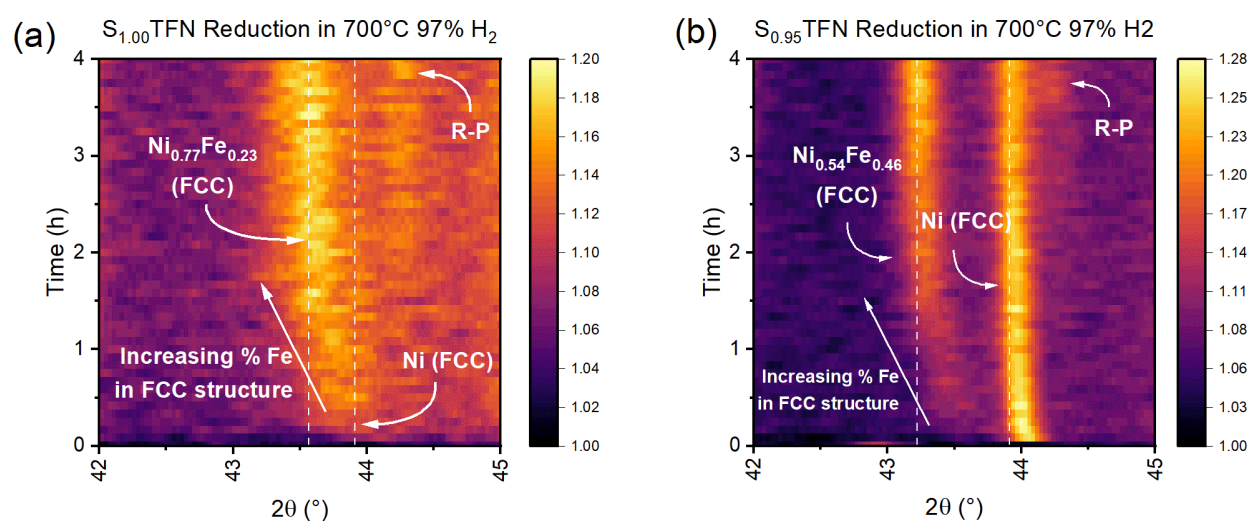 (a)
S1.00TFN Reduction in 700°C 97% H2
4
3
2
1
0
Time (h)
42
43
44
45
2θ (°)
R-P
Ni0.77Fe0.23
(FCC)
Increasing % Fe
in FCC structure
Ni (FCC)
1.20
1.18
1.16
1.14
1.12
1.10
1.08
1.06
1.04
1.02
1.00
(b)
S0.95TFN Reduction in 700°C 97% H2
4
3
2
1
0
Time (h)
42
43
44
45
2θ (°)
R-P
Ni0.54Fe0.46
(FCC)
Ni (FCC)
Increasing % Fe
in FCC structure
1.28
1.26
1.23
1.20
1.17
1.14
1.11
1.08
1.06
1.03
1.00